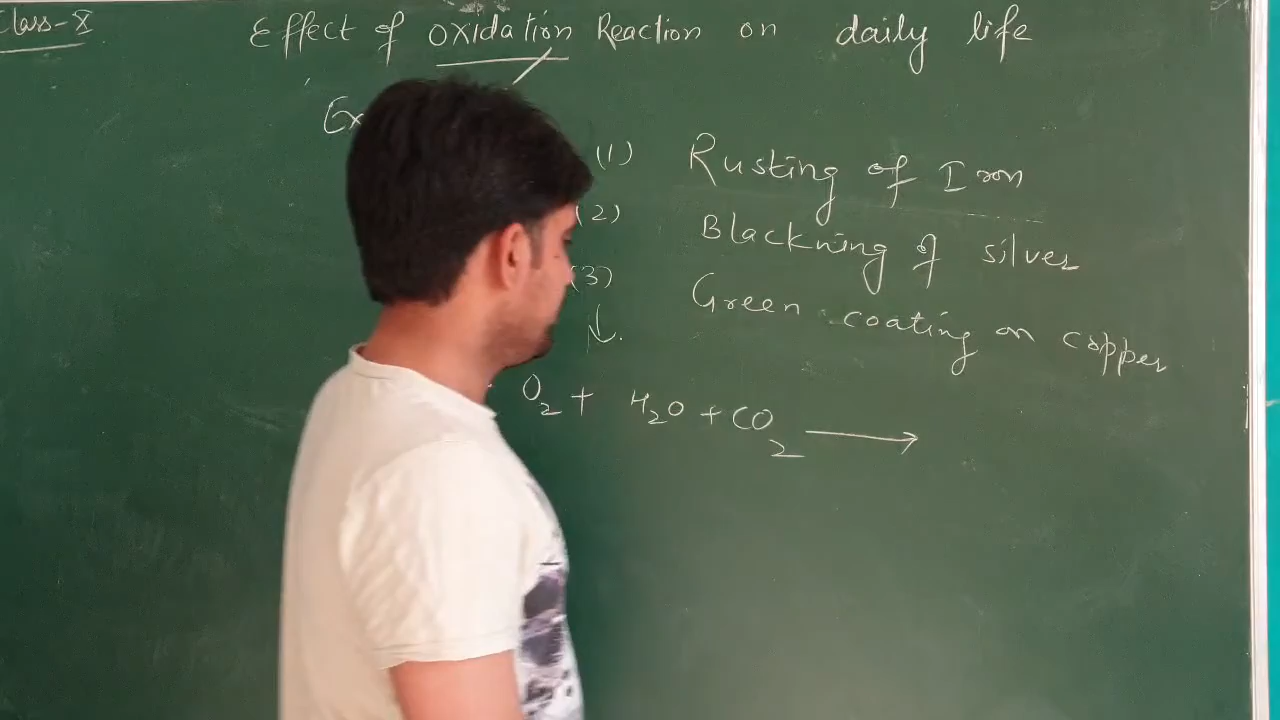 Class-X
Effect of oxidation Reaction on daily life
Ex
(1) Rusting of Iron
(2) Blackning of silver
(3) Green coating on copper
O2 + H2O + CO2 →